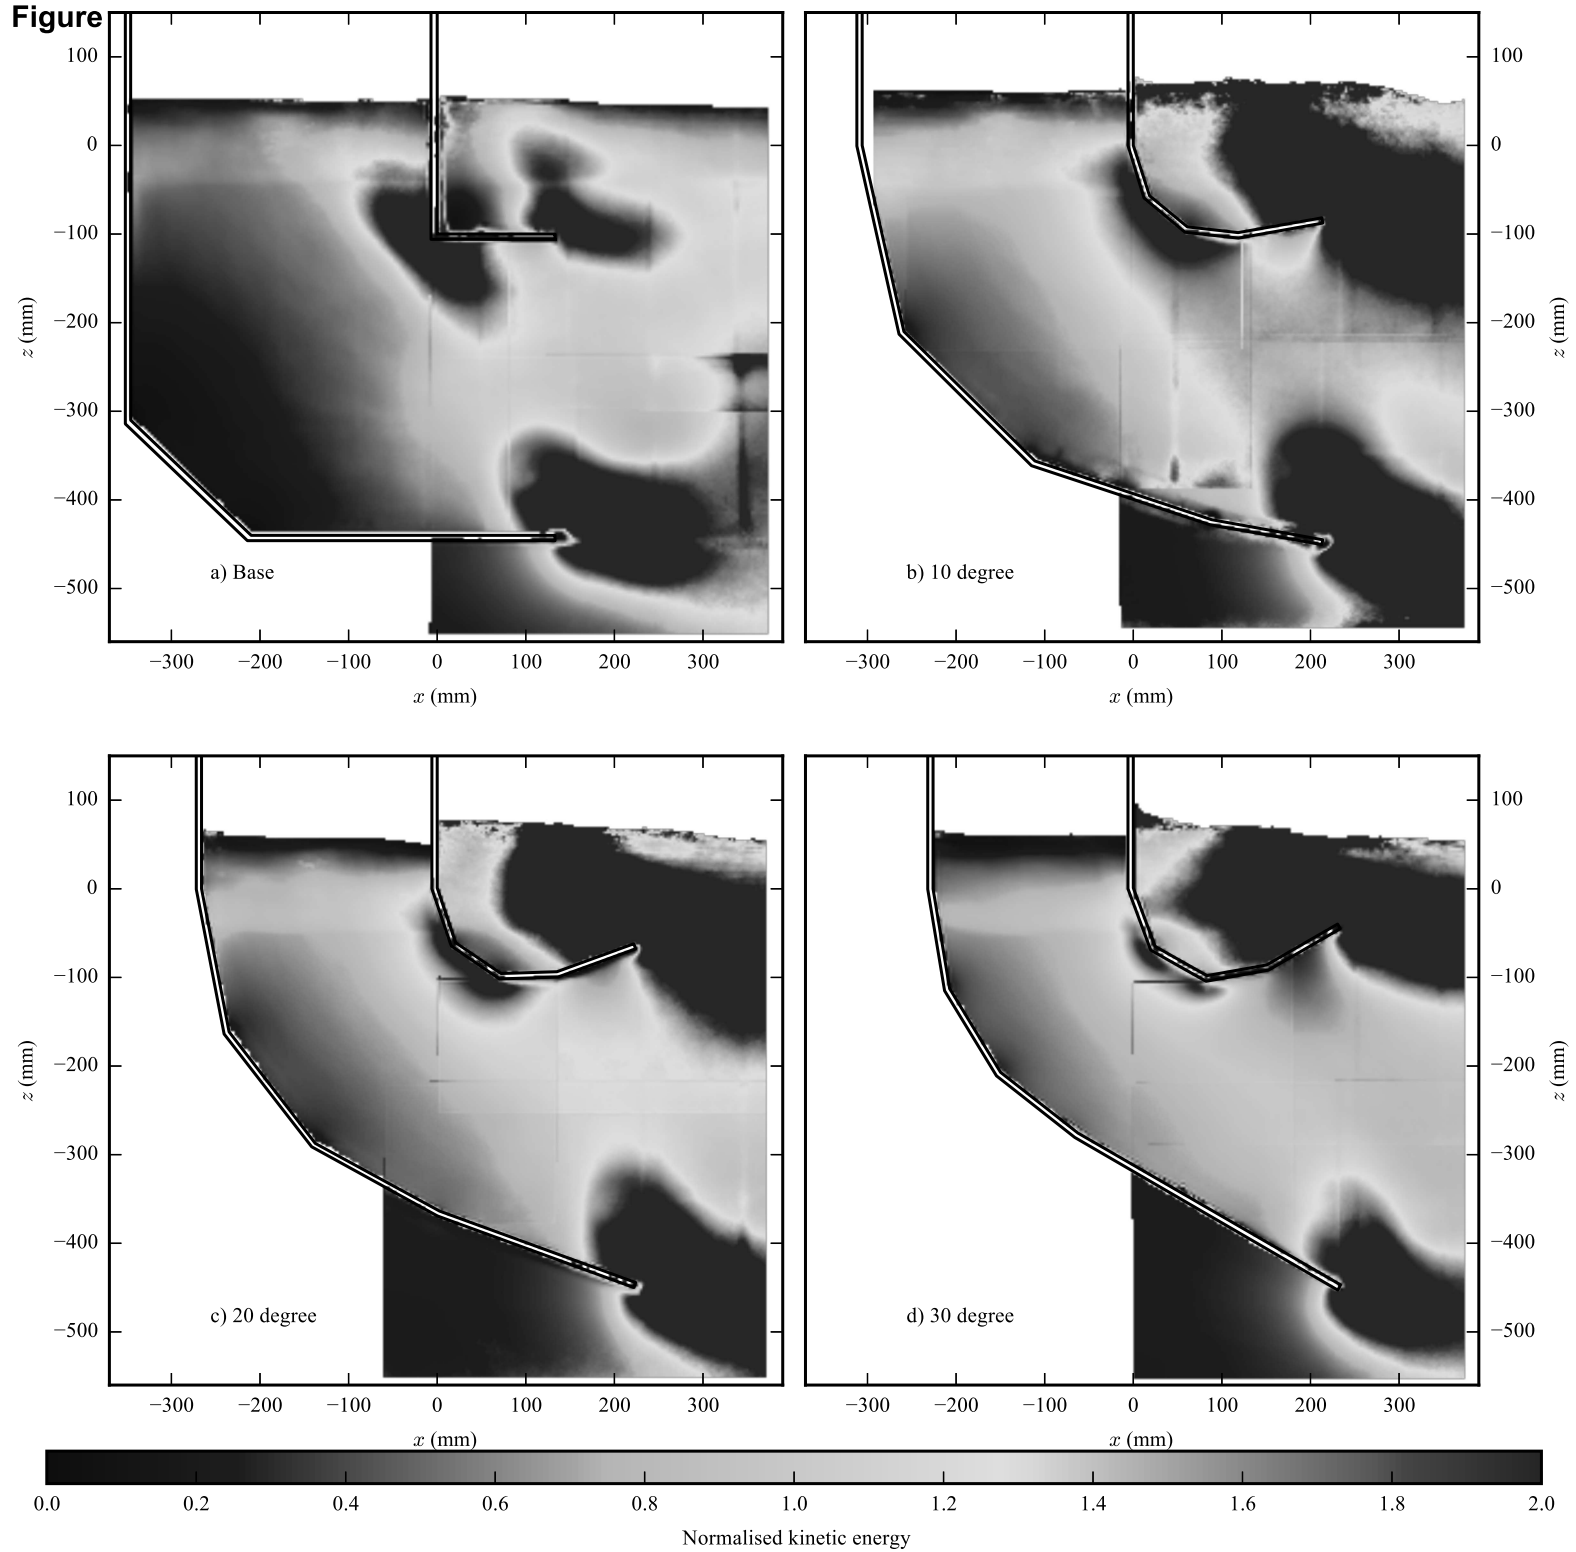 Figure
100
0
−100
−200
−300
−400
−500
z (mm)
a) Base
−300 −200 −100 0 100 200 300
x (mm)
100
0
−100
−200
−300
−400
−500
z (mm)
b) 10 degree
−300 −200 −100 0 100 200 300
x (mm)
100
0
−100
−200
−300
−400
−500
z (mm)
c) 20 degree
−300 −200 −100 0 100 200 300
x (mm)
100
0
−100
−200
−300
−400
−500
z (mm)
d) 30 degree
−300 −200 −100 0 100 200 300
x (mm)
0.0 0.2 0.4 0.6 0.8 1.0 1.2 1.4 1.6 1.8 2.0
Normalised kinetic energy